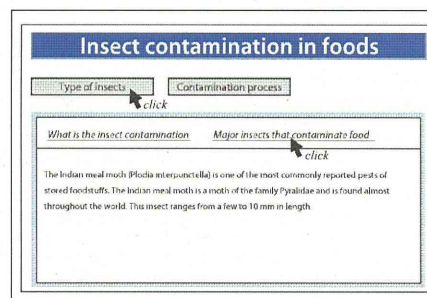 Insect contamination in foods
Type of insects Contamination process
click
What is the insect contamination Major insects that contaminate food
click
The Indian meal moth (Plodia interpunctella) is one of the most commonly reported pests of
stored foodstuffs. The Indian meal moth is a moth of the family Pyralidae and is found almost
throughout the world. This insect ranges from a few to 10 mm in length